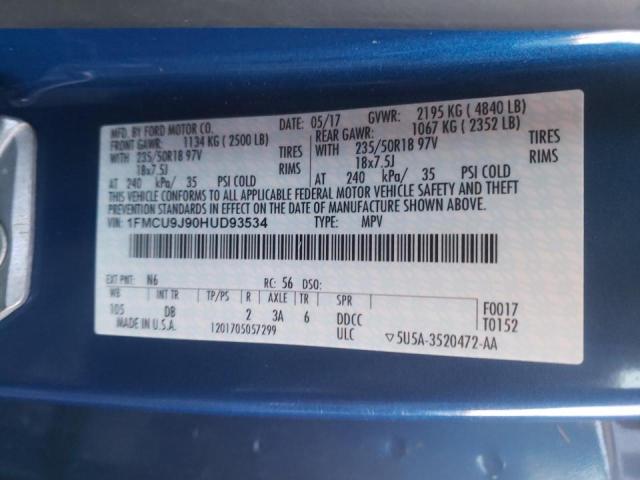 MFD. BY FORD MOTOR CO. DATE: 05/17 GVWR: 2195 KG ( 4840 LB)
FRONT GAWR: 1134 KG ( 2500 LB) REAR GAWR: 1067 KG ( 2352 LB)
WITH 235/50R18 97V TIRES WITH 235/50R18 97V TIRES
18x7.5J RIMS 18x7.5J RIMS
AT 240 kPa/ 35 PSI COLD AT 240 kPa/ 35 PSI COLD
THIS VEHICLE CONFORMS TO ALL APPLICABLE FEDERAL MOTOR VEHICLE SAFETY AND THEFT
PREVENTION STANDARDS IN EFFECT ON THE DATE OF MANUFACTURE SHOWN ABOVE.
VIN: 1FMCU9J90HUD93534 TYPE: MPV
EXT PNT: N6 RC: 56 DSO:
WB INT TR TP/PS R AXLE TR SPR F0017
105 DB 2 3A 6 DDCC T0152
MADE IN U.S.A. 1201705057299 ULC ▽5U5A-3520472-AA